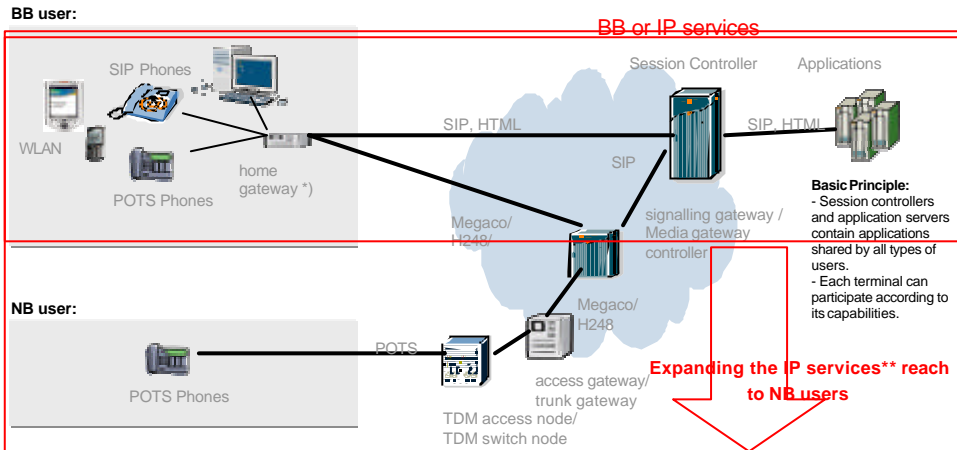 BB user:
BB or IP services
SIP Phones
Session Controller
Applications
WLAN
SIP, HTML
SIP, HTML
home
gateway *)
SIP
POTS Phones
Basic Principle:
- Session controllers
and application servers
contain applications
shared by all types of
users.
- Each terminal can
participate according to
its capabilities.
Megaco/
H248/
signalling gateway /
Media gateway
controller
NB user:
Megaco/
H248
POTS
POTS Phones
access gateway/
trunk gateway
TDM access node/
TDM switch node
Expanding the IP services** reach
to NB users